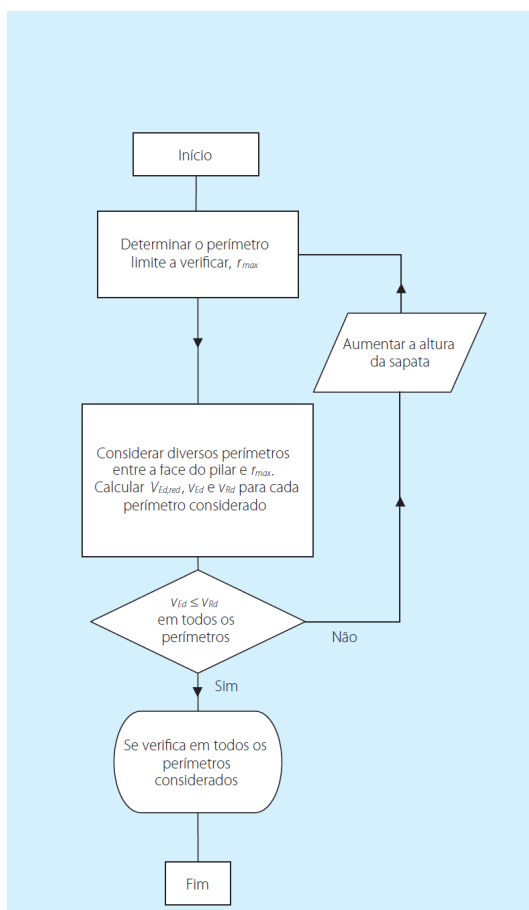 Início
Determinar o perímetro
limite a verificar, rmax
Aumentar a altura
da sapata
Considerar diversos perímetros
entre a face do pilar e rmax.
Calcular VEd,red, vEd e vRd para cada
perímetro considerado
vEd ≤ vRd
em todos os
perímetros
Não
Sim
Se verifica em todos os
perímetros
considerados
Fim